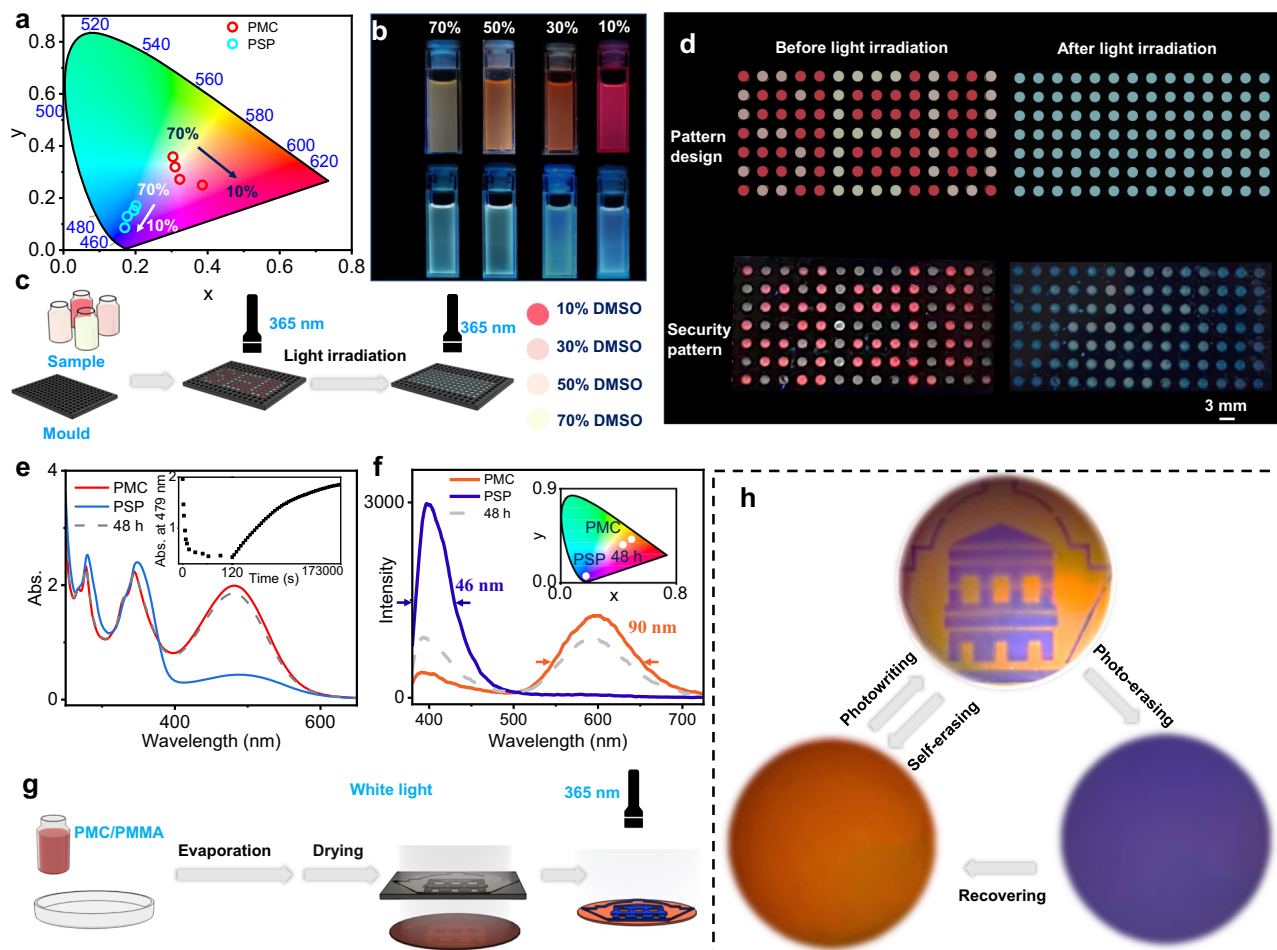 a
0.8
0.6
0.4
0.2
0.0
y
0.0
0.2
0.4
0.6
0.8
x
520
540
560
580
600
620
500
480
460
PMC
PSP
70%
10%
70%
10%
b
70% 50% 30% 10%
c
Sample
Mould
365 nm
Light irradiation
365 nm
10% DMSO
30% DMSO
50% DMSO
70% DMSO
d
Before light irradiation
After light irradiation
Pattern
design
Security
pattern
3 mm
e
4
2
0
Abs.
PMC
PSP
48 h
400
600
Wavelength (nm)
2
1
Abs. at 479 nm
0
120
173000
Time (s)
f
3000
0
Intensity
PMC
PSP
48 h
46 nm
90 nm
400 500 600 700
Wavelength (nm)
0.9
0.0
y
0.0
0.8
x
PMC
48 h
PSP
g
PMC/PMMA
Evaporation
Drying
White light
365 nm
h
Photowriting
Self-erasing
Photo-erasing
Recovering